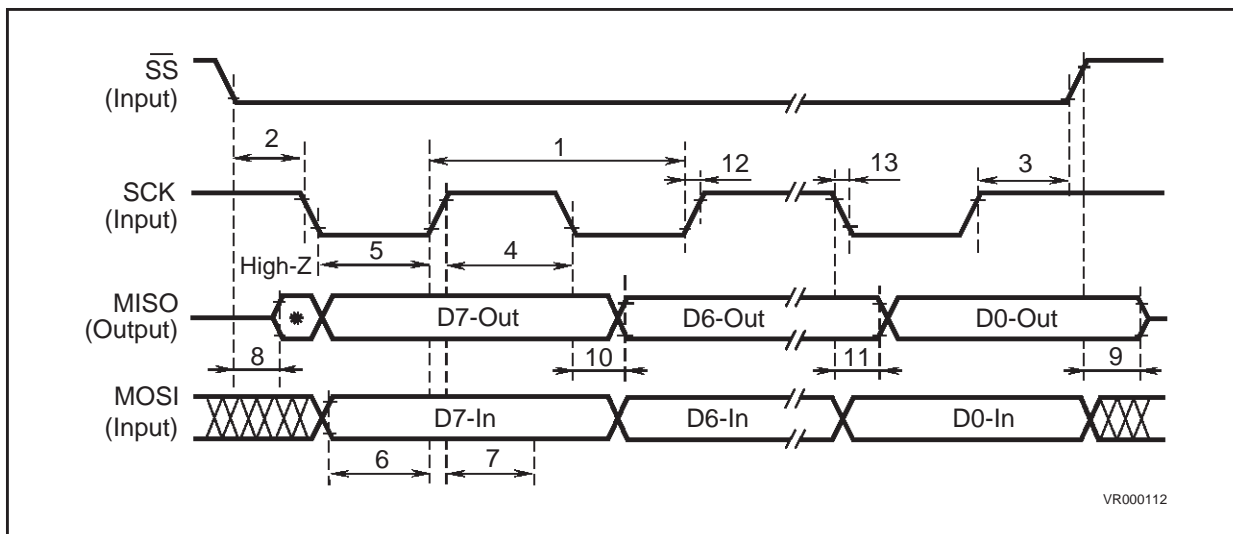 SS
(Input)
2
1
12
13
3
SCK
(Input)
5
4
High-Z
MISO
(Output)
*
D7-Out
D6-Out
D0-Out
8
10
11
9
MOSI
(Input)
D7-In
D6-In
D0-In
6
7
VR000112